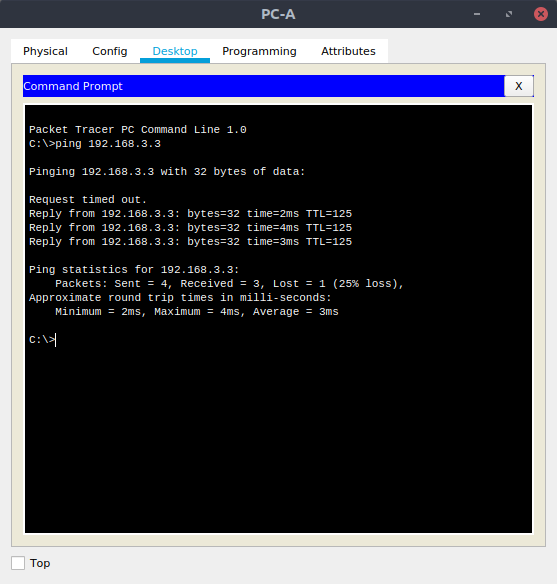 PC-A
Physical Config Desktop Programming Attributes
Command Prompt X
Packet Tracer PC Command Line 1.0
C:\>ping 192.168.3.3
Pinging 192.168.3.3 with 32 bytes of data:
Request timed out.
Reply from 192.168.3.3: bytes=32 time=2ms TTL=125
Reply from 192.168.3.3: bytes=32 time=4ms TTL=125
Reply from 192.168.3.3: bytes=32 time=3ms TTL=125
Ping statistics for 192.168.3.3:
    Packets: Sent = 4, Received = 3, Lost = 1 (25% loss),
Approximate round trip times in milli-seconds:
    Minimum = 2ms, Maximum = 4ms, Average = 3ms
C:\>
Top